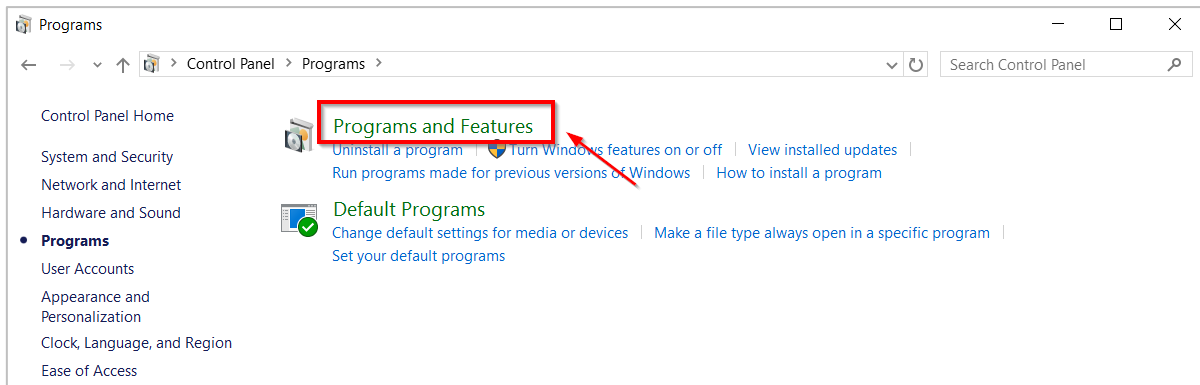 Programs
Control Panel > Programs >
Search Control Panel
Control Panel Home
System and Security
Network and Internet
Hardware and Sound
Programs
User Accounts
Appearance and
Personalization
Clock, Language, and Region
Ease of Access
Programs and Features
Uninstall a program
Turn Windows features on or off
View installed updates
Run programs made for previous versions of Windows
How to install a program
Default Programs
Change default settings for media or devices
Make a file type always open in a specific program
Set your default programs